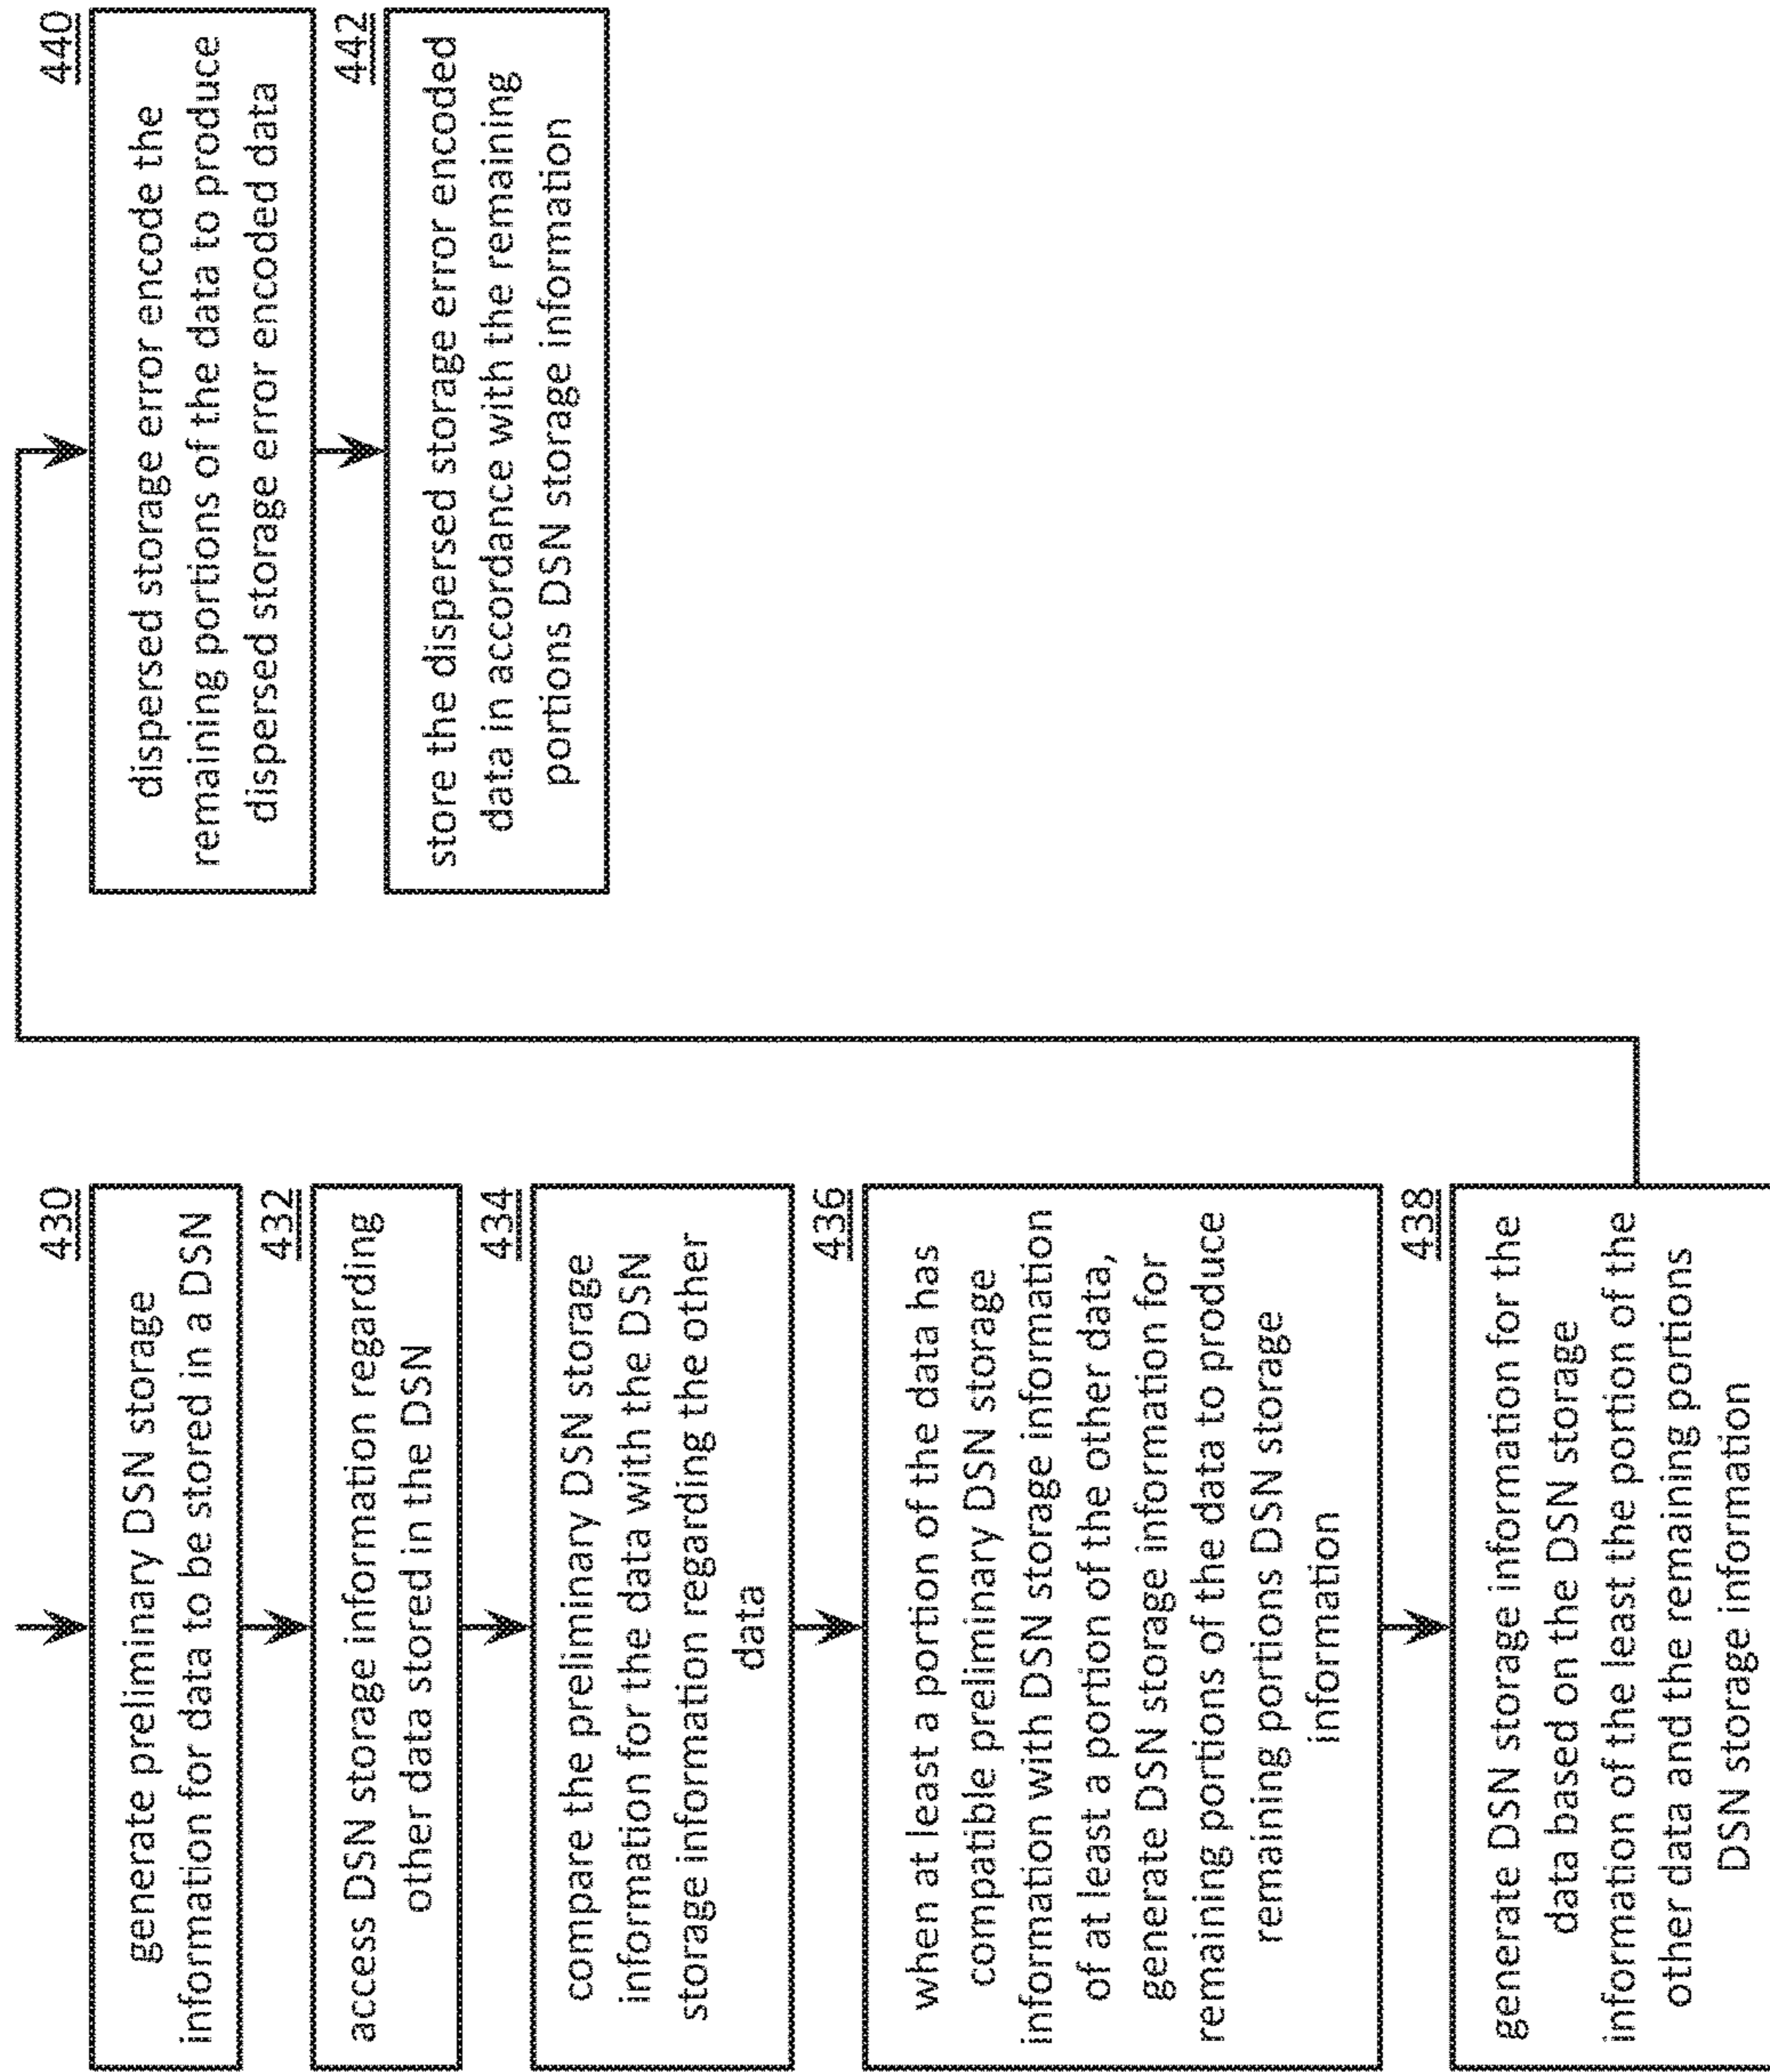 430
generate preliminary DSN storage
information for data to be stored in a DSN
432
access DSN storage information regarding
other data stored in the DSN
434
compare the preliminary DSN storage
information for the data with the DSN
storage information regarding the other
data
436
when at least a portion of the data has
compatible preliminary DSN storage
information with DSN storage information
of at least a portion of the other data,
generate DSN storage information for
remaining portions of the data to produce
remaining portions DSN storage
information
438
generate DSN storage information for the
data based on the DSN storage
information of the least the portion of the
other data and the remaining portions
DSN storage information
440
dispersed storage error encode the
remaining portions of the data to produce
dispersed storage error encoded data
442
store the dispersed storage error encoded
data in accordance with the remaining
portions DSN storage information